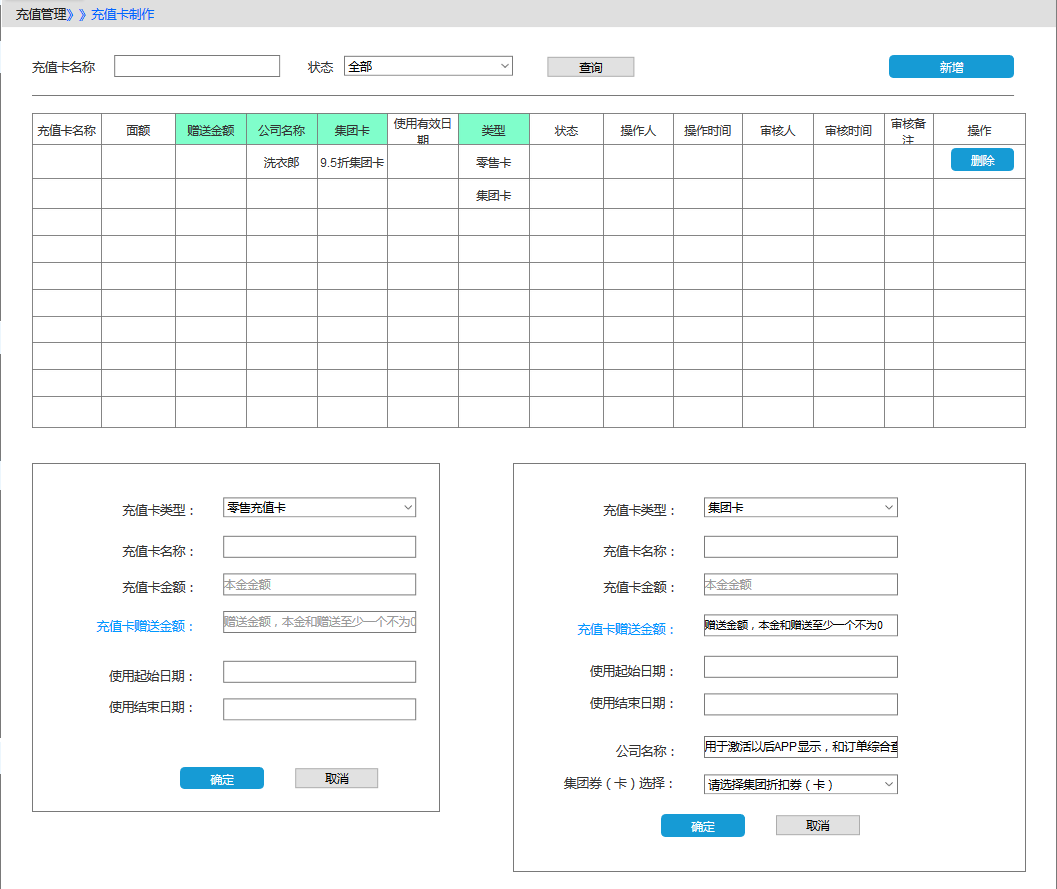 充值管理》 》 充值卡制作
充值卡名称 状态 全部 查询 新增
充值卡名称 面额 赠送金额 公司名称 集团卡 使用有效日期 类型 状态 操作人 操作时间 审核人 审核时间 审核备注 操作
洗衣郎 9.5折集团卡 零售卡 删除
集团卡
充值卡类型： 零售充值卡
充值卡名称：
充值卡金额： 本金金额
充值卡赠送金额： 赠送金额，本金和赠送至少一个不为0
使用起始日期：
使用结束日期：
确定 取消
充值卡类型： 集团卡
充值卡名称：
充值卡金额： 本金金额
充值卡赠送金额： 赠送金额，本金和赠送至少一个不为0
使用起始日期：
使用结束日期：
公司名称： 用于激活以后APP显示，和订单综合查
集团券（卡）选择： 请选择集团折扣券（卡）
确定 取消